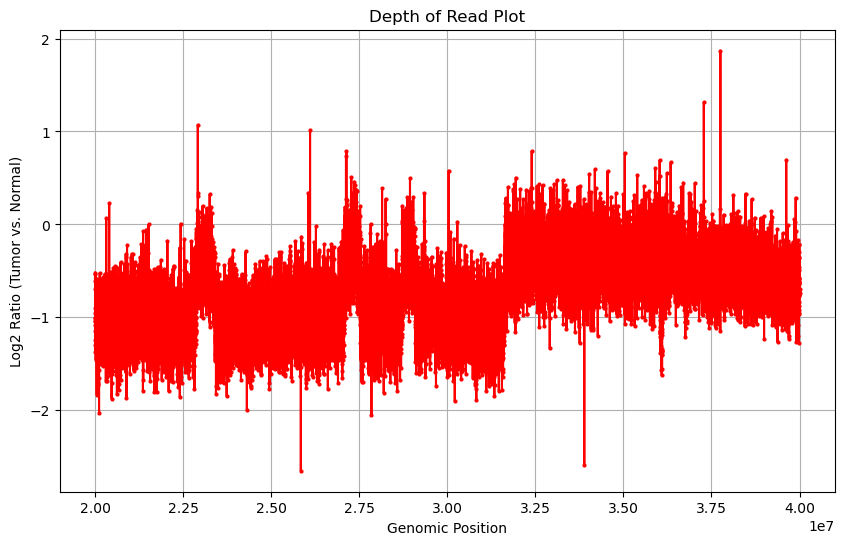 Depth of Read Plot
Log2 Ratio (Tumor vs. Normal)
2
1
0
−1
−2
2.00 2.25 2.50 2.75 3.00 3.25 3.50 3.75 4.00
1e7
Genomic Position